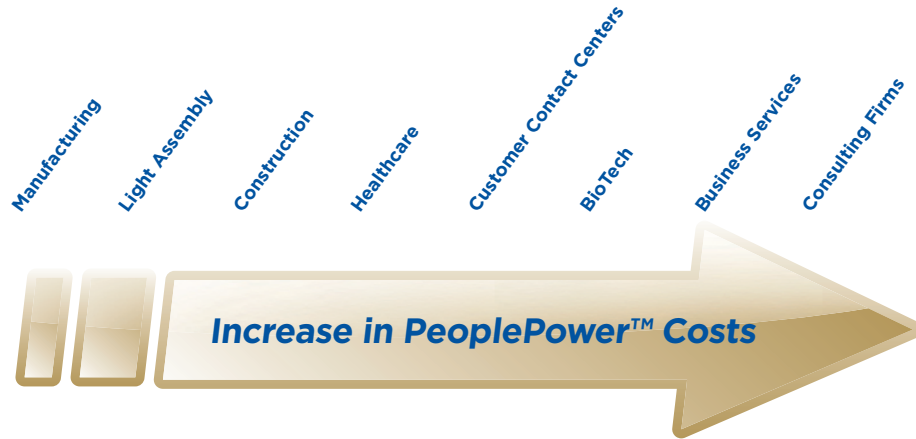 Manufacturing
Light Assembly
Construction
Healthcare
Customer Contact Centers
BioTech
Business Services
Consulting Firms
Increase in PeoplePower™ Costs